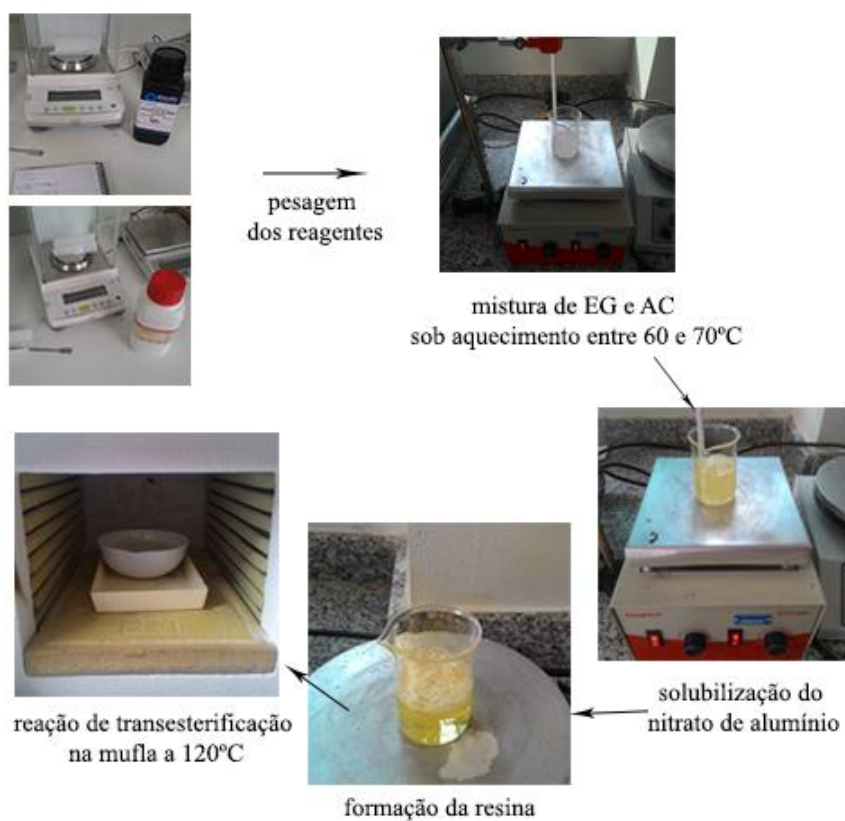 pesagem
dos reagentes
mistura de EG e AC
sob aquecimento entre 60 e 70ºC
solubilização do
nitrato de alumínio
formação da resina
reação de transesterificação
na mufla a 120ºC